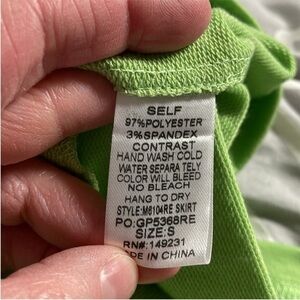 SELF
97%POLYESTER
3%SPANDEX
CONTRAST
HAND WASH COLD
WATER SEPARA TELY
COLOR WILL BLEED
NO BLEACH
HANG TO DRY
STYLE:M6104RE SKIRT
PO:GP5368RE
SIZE:S
RN#:149231
DE IN CHINA